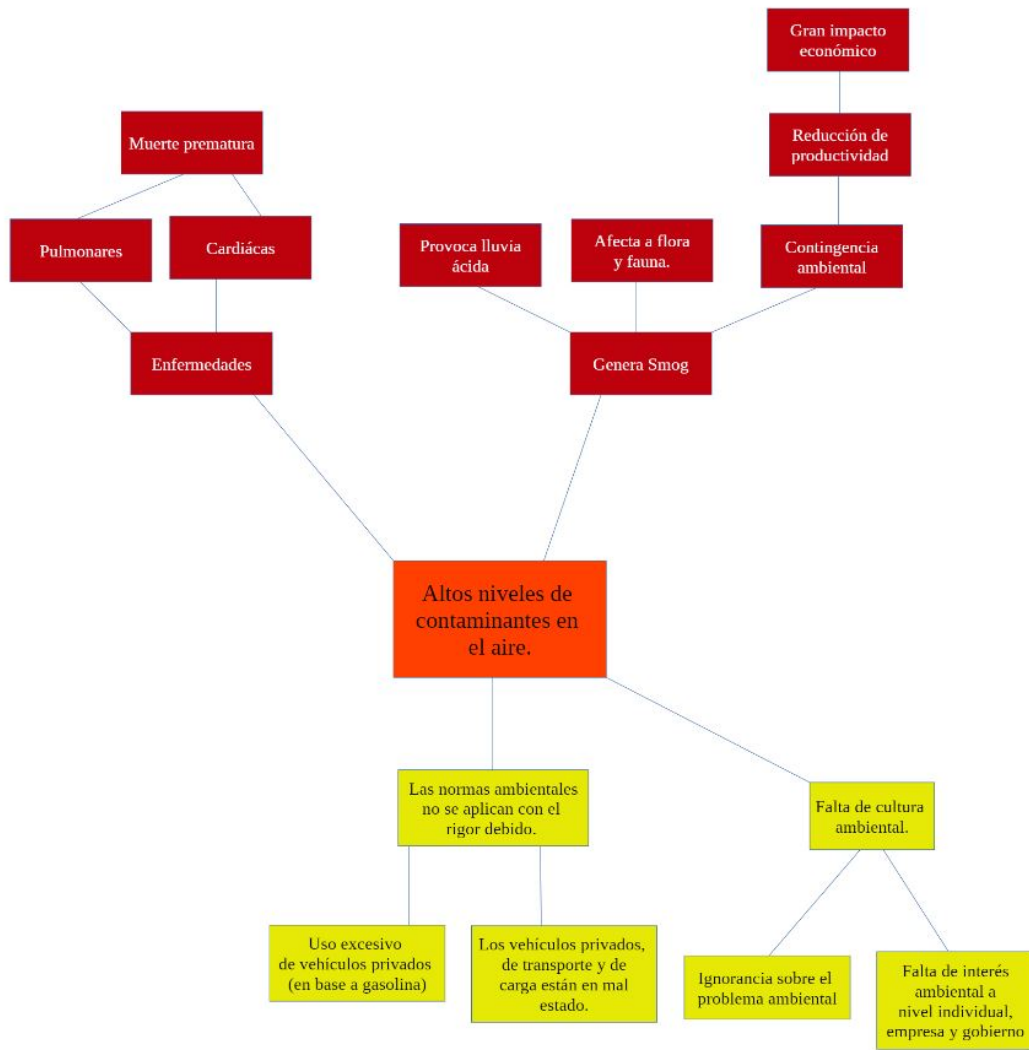 Gran impacto
económico
Muerte prematura
Reducción de
productividad
Pulmonares
Cardiácas
Provoca lluvia
ácida
Afecta a flora
y fauna.
Contingencia
ambiental
Enfermedades
Genera Smog
Altos niveles de
contaminantes en
el aire.
Las normas ambientales
no se aplican con el
rigor debido.
Falta de cultura
ambiental.
Uso excesivo
de vehículos privados
(en base a gasolina)
Los vehículos privados,
de transporte y de
carga están en mal
estado.
Ignorancia sobre el
problema ambiental
Falta de interés
ambiental a
nivel individual,
empresa y gobierno